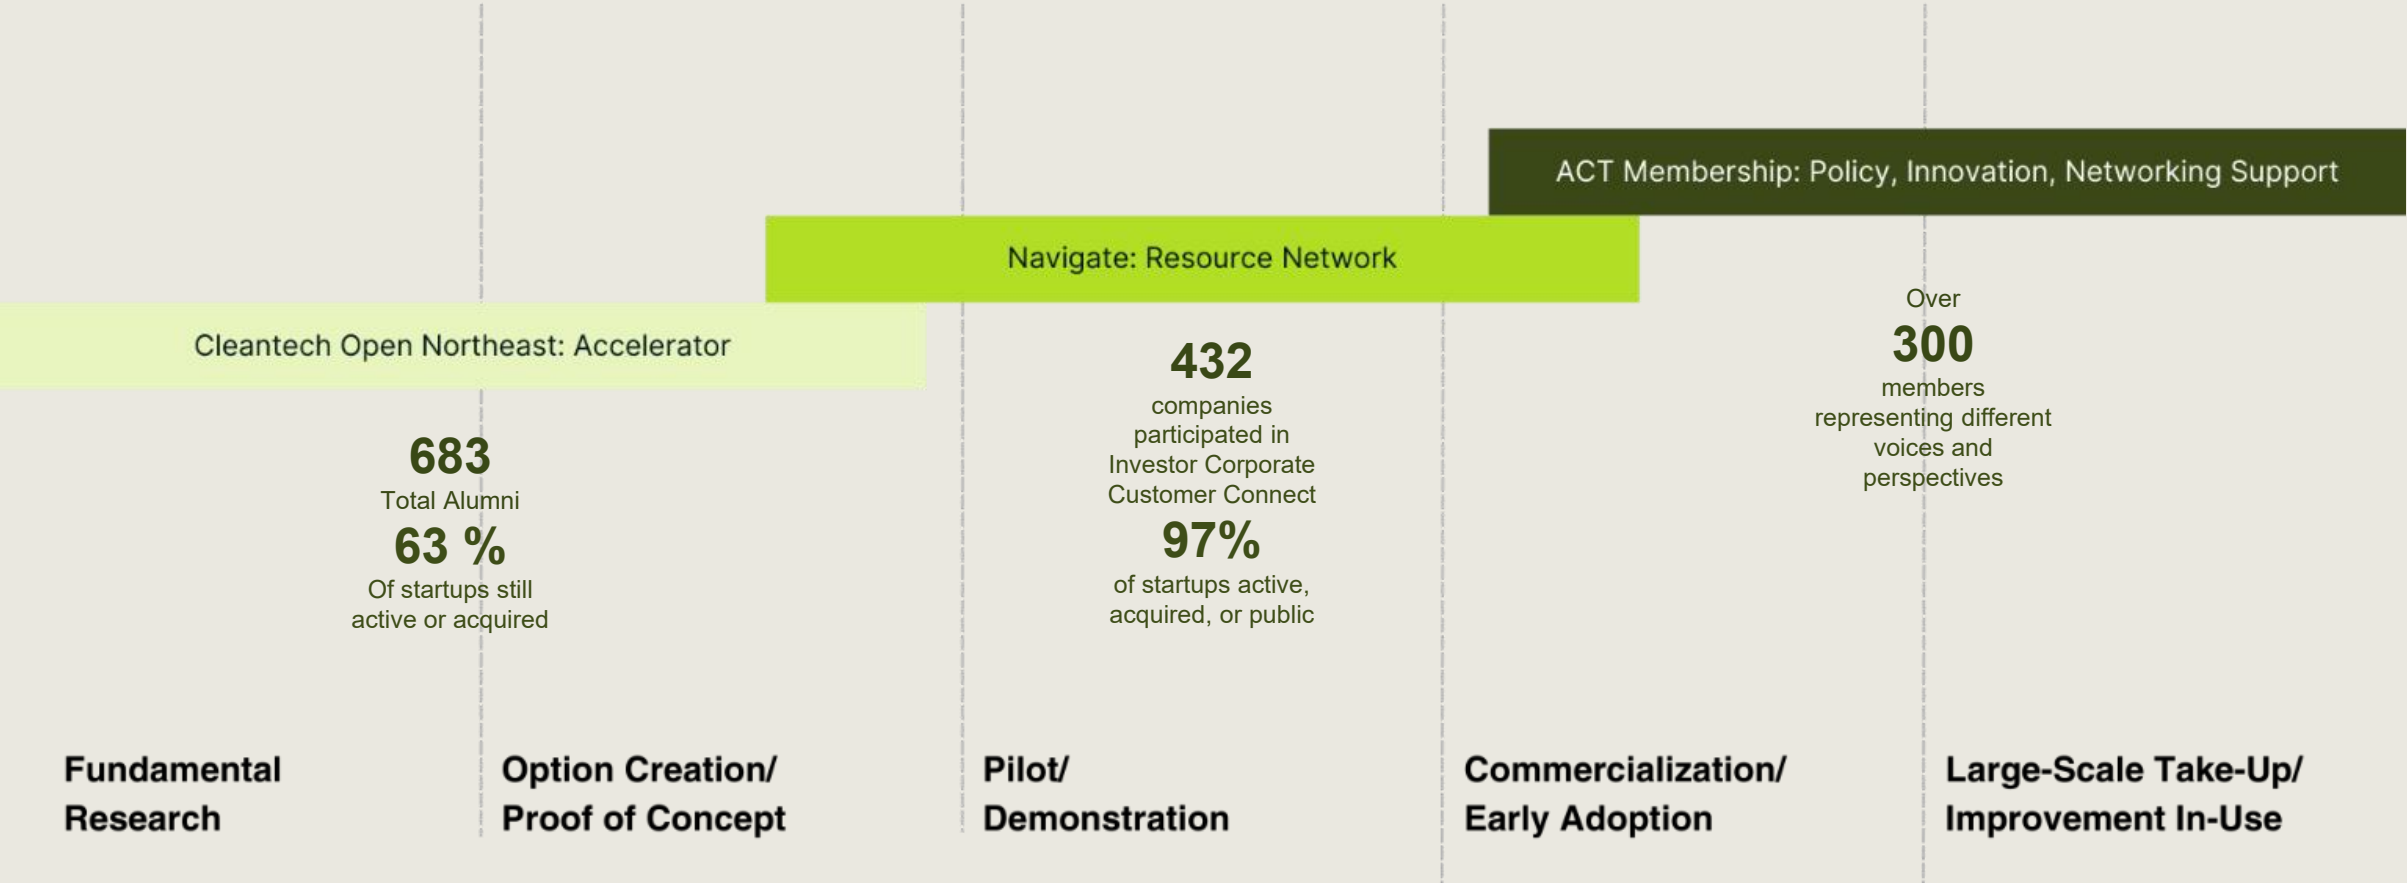 ACT Membership: Policy, Innovation, Networking Support
Navigate: Resource Network
Cleantech Open Northeast: Accelerator
683
Total Alumni
63 %
Of startups still
active or acquired
432
companies
participated in
Investor Corporate
Customer Connect
97%
of startups active,
acquired, or public
Over
300
members
representing different
voices and
perspectives
Fundamental
Research
Option Creation/
Proof of Concept
Pilot/
Demonstration
Commercialization/
Early Adoption
Large-Scale Take-Up/
Improvement In-Use